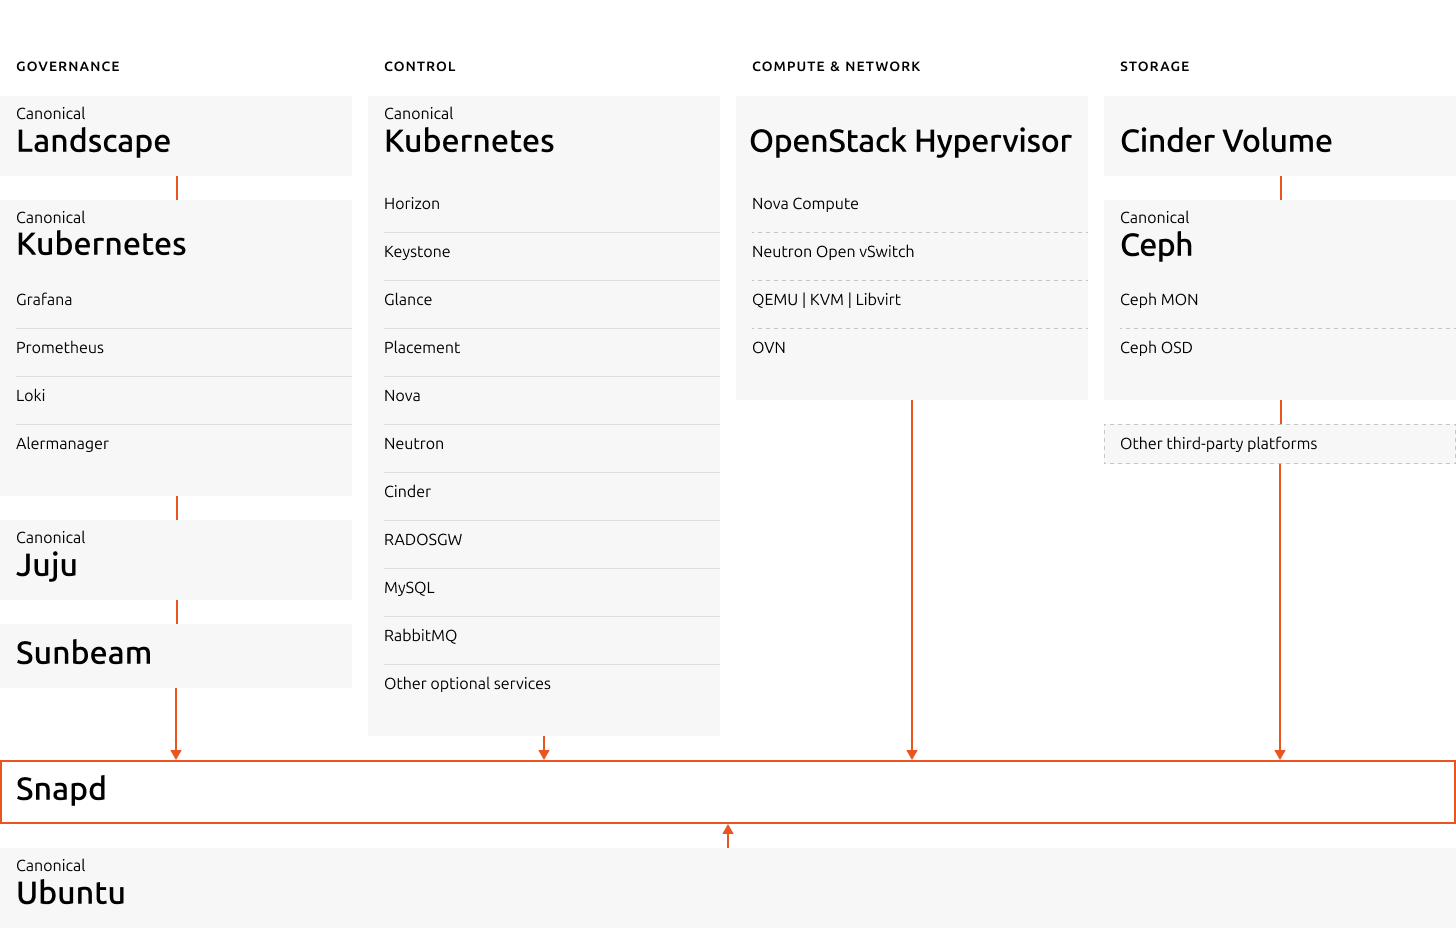 GOVERNANCE
Canonical
Landscape
Canonical
Kubernetes
Grafana
Prometheus
Loki
Alermanager
Canonical
Juju
Sunbeam
CONTROL
Canonical
Kubernetes
Horizon
Keystone
Glance
Placement
Nova
Neutron
Cinder
RADOSGW
MySQL
RabbitMQ
Other optional services
COMPUTE & NETWORK
OpenStack Hypervisor
Nova Compute
Neutron Open vSwitch
QEMU | KVM | Libvirt
OVN
STORAGE
Cinder Volume
Canonical
Ceph
Ceph MON
Ceph OSD
Other third-party platforms
Snapd
Canonical
Ubuntu